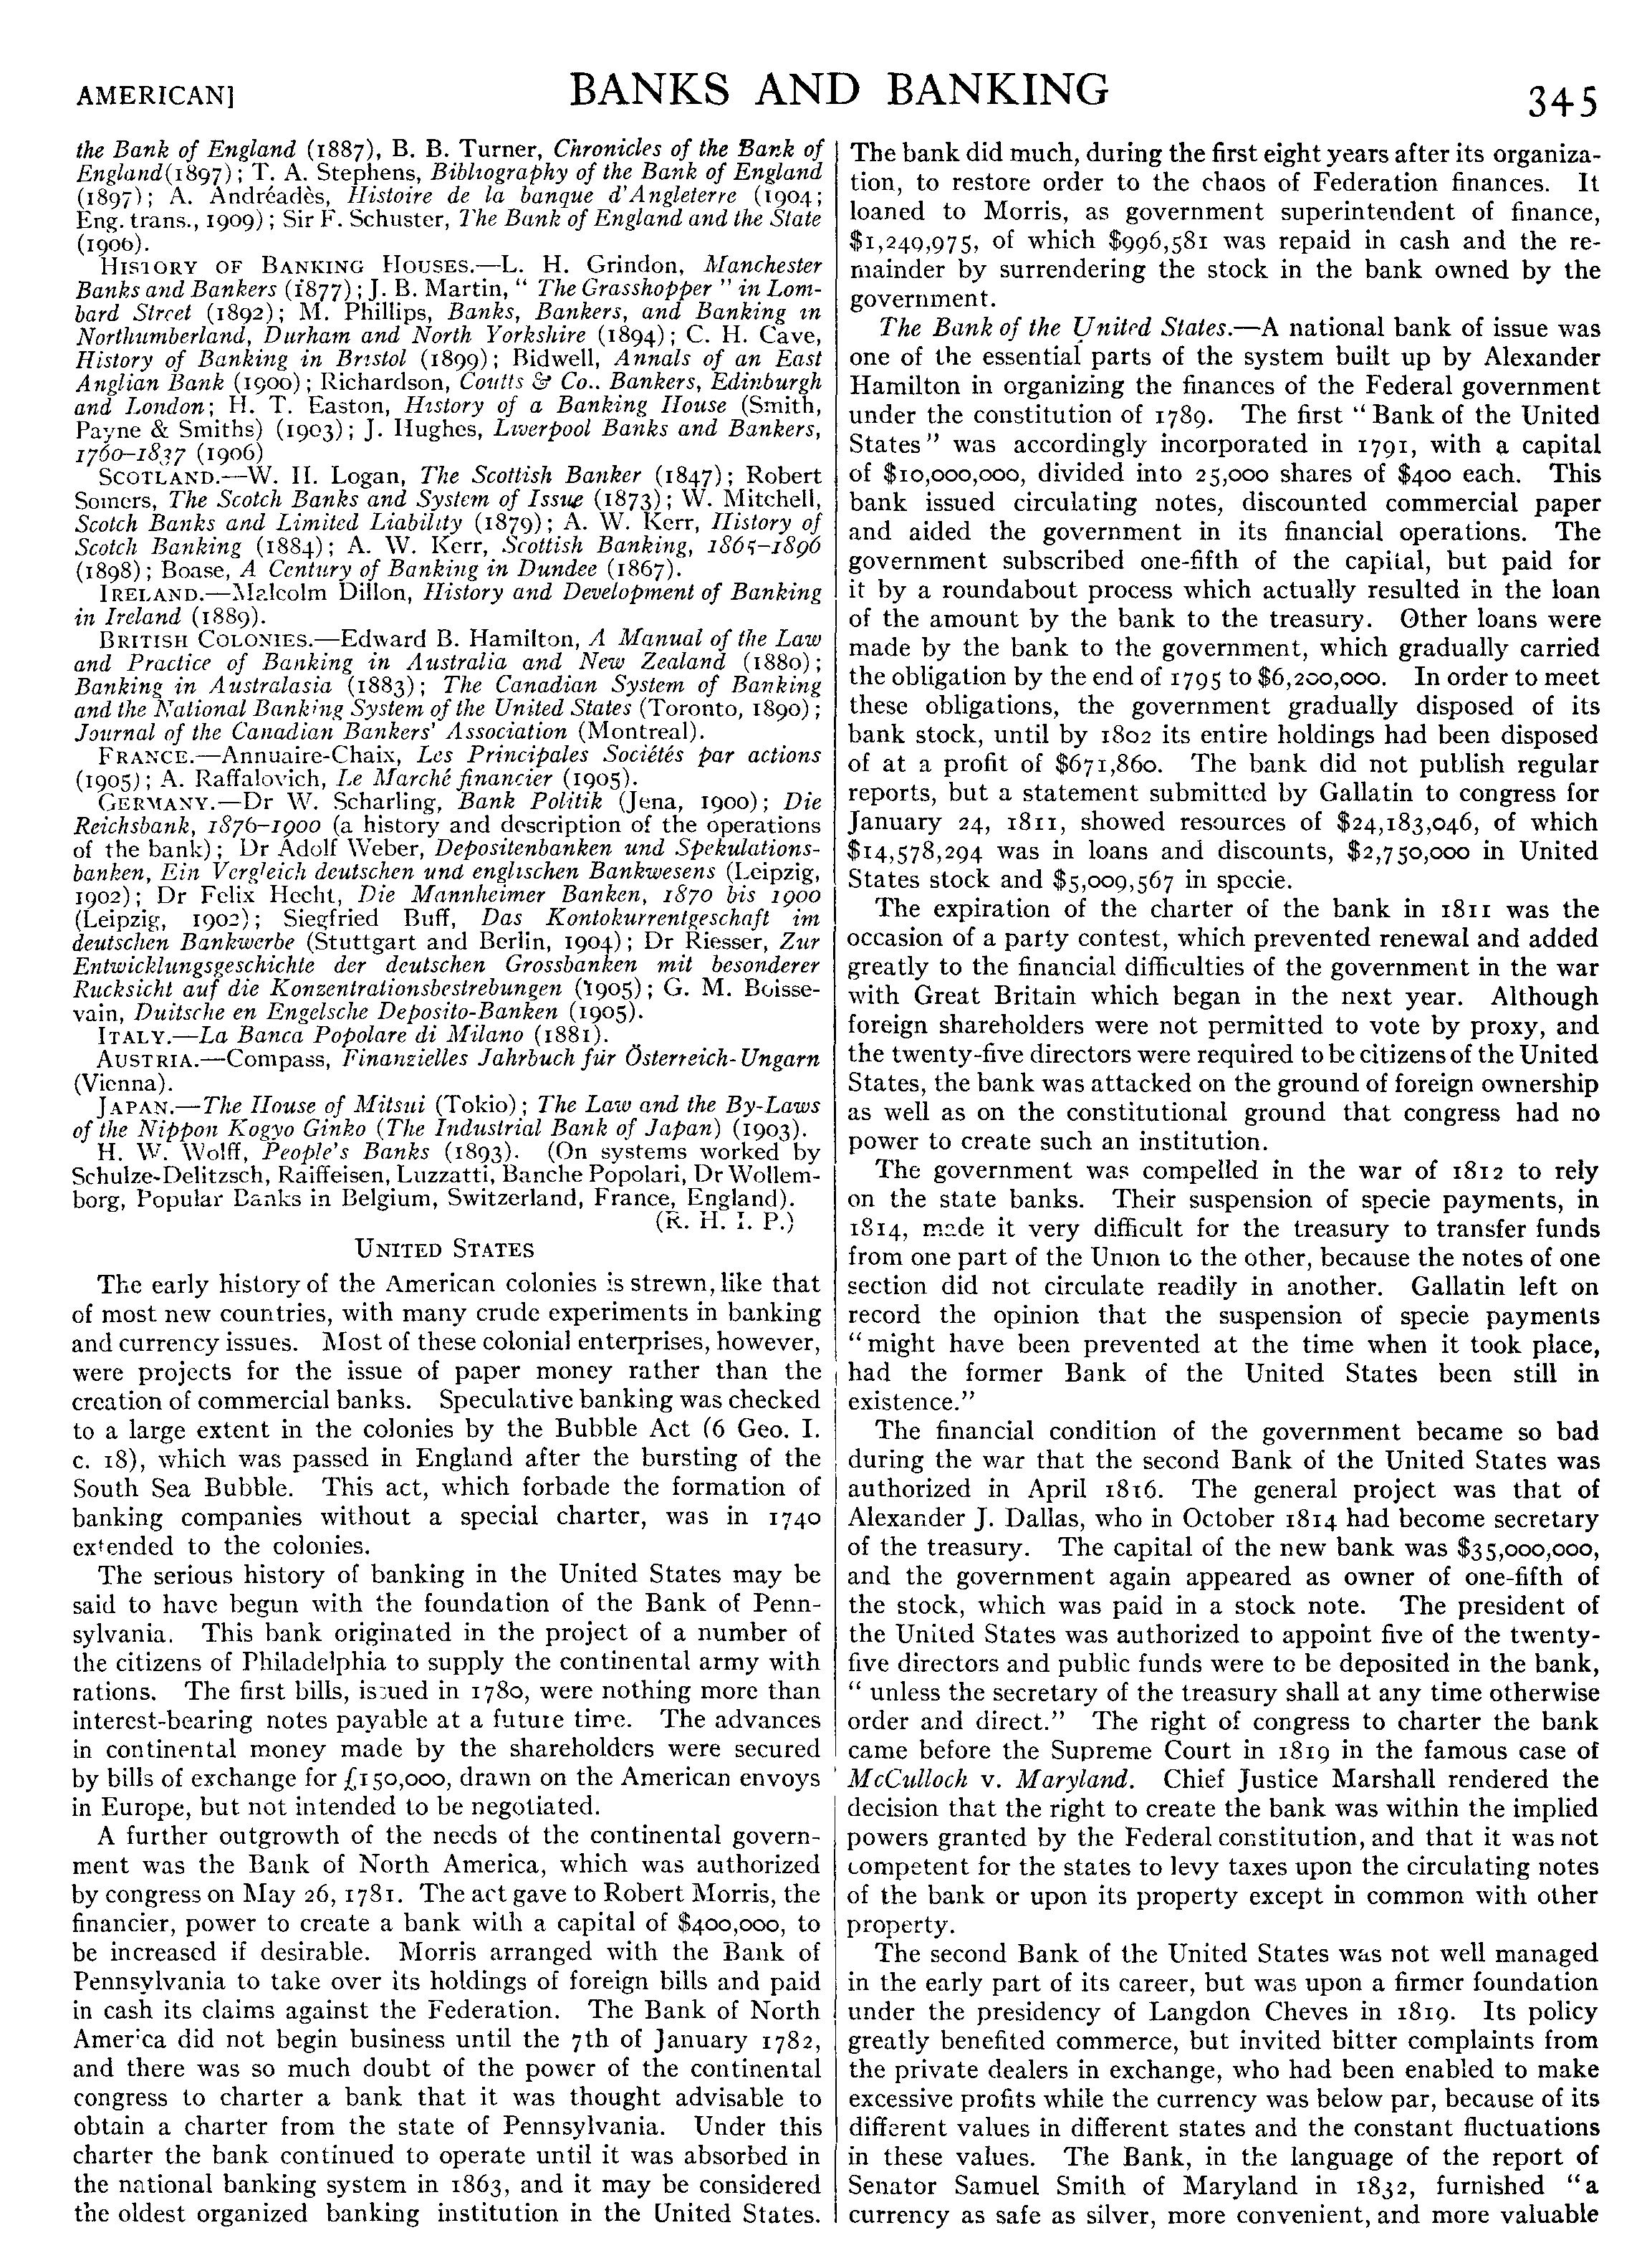 AMERICAN]
BANKS AND BANKING
345
the Bank of England (1887), B. B. Turner, Chronicles of the Bank of
England (1897); T. A. Stephens, Bibliography of the Bank of England
(1897); A. Andréadès, Histoire de la banque d'Angleterre (1904;
Eng. trans., 1909); Sir F. Schuster, The Bank of England and the State
(1906).
HISTORY OF BANKING HOUSES.—L. H. Grindon, Manchester
Banks and Bankers (1877); J. B. Martin, " The Grasshopper " in Lom-
bard Street (1892); M. Phillips, Banks, Bankers, and Banking in
Northumberland, Durham and North Yorkshire (1894); C. H. Cave,
History of Banking in Bristol (1899); Bidwell, Annals of an East
Anglian Bank (1900); Richardson, Coutts & Co.. Bankers, Edinburgh
and London; H. T. Easton, History of a Banking House (Smith,
Payne & Smiths) (1903); J. Hughes, Liverpool Banks and Bankers,
1760–1837 (1906)
SCOTLAND.—W. H. Logan, The Scottish Banker (1847); Robert
Somers, The Scotch Banks and System of Issue (1873); W. Mitchell,
Scotch Banks and Limited Liability (1879); A. W. Kerr, History of
Scotch Banking (1884); A. W. Kerr, Scottish Banking, 1865–1896
(1898); Boase, A Century of Banking in Dundee (1867).
IRELAND.—Malcolm Dillon, History and Development of Banking
in Ireland (1889).
BRITISH COLONIES.—Edward B. Hamilton, A Manual of the Law
and Practice of Banking in Australia and New Zealand (1880);
Banking in Australasia (1883); The Canadian System of Banking
and the National Banking System of the United States (Toronto, 1890);
Journal of the Canadian Bankers' Association (Montreal).
FRANCE.—Annuaire-Chaix, Les Principales Sociétés par actions
(1905); A. Raffalovich, Le Marché financier (1905).
GERMANY.—Dr W. Scharling, Bank Politik (Jena, 1900); Die
Reichsbank, 1876–1900 (a history and description of the operations
of the bank); Dr Adolf Weber, Depositenbanken und Spekulations-
banken, Ein Vergleich deutschen und englischen Bankwesens (Leipzig,
1902); Dr Felix Hecht, Die Mannheimer Banken, 1870 bis 1900
(Leipzig, 1902); Siegfried Buff, Das Kontokurrentgeschaft im
deutschen Bankwerbe (Stuttgart and Berlin, 1904); Dr Riesser, Zur
Entwicklungsgeschichte der deutschen Grossbanken mit besonderer
Rucksicht auf die Konzentrationsbestrebungen (1905); G. M. Boisse-
vain, Duitsche en Engelsche Deposito-Banken (1905).
ITALY.—La Banca Popolare di Milano (1881).
AUSTRIA.—Compass, Finanzielles Jahrbuch für Österreich-Ungarn
(Vienna).
JAPAN.—The House of Mitsui (Tokio); The Law and the By-Laws
of the Nippon Kogyo Ginko (The Industrial Bank of Japan) (1903).
H. W. Wolff, People's Banks (1893). (On systems worked by
Schulze-Delitzsch, Raiffeisen, Luzzatti, Banche Popolari, Dr Wollem-
borg, Popular Banks in Belgium, Switzerland, France, England).
(R. H. I. P.)
UNITED STATES
The early history of the American colonies is strewn, like that
of most new countries, with many crude experiments in banking
and currency issues. Most of these colonial enterprises, however,
were projects for the issue of paper money rather than the
creation of commercial banks. Speculative banking was checked
to a large extent in the colonies by the Bubble Act (6 Geo. I.
c. 18), which was passed in England after the bursting of the
South Sea Bubble. This act, which forbade the formation of
banking companies without a special charter, was in 1740
extended to the colonies.
The serious history of banking in the United States may be
said to have begun with the foundation of the Bank of Penn-
sylvania. This bank originated in the project of a number of
the citizens of Philadelphia to supply the continental army with
rations. The first bills, issued in 1780, were nothing more than
interest-bearing notes payable at a future time. The advances
in continental money made by the shareholders were secured
by bills of exchange for £150,000, drawn on the American envoys
in Europe, but not intended to be negotiated.
A further outgrowth of the needs of the continental govern-
ment was the Bank of North America, which was authorized
by congress on May 26, 1781. The act gave to Robert Morris, the
financier, power to create a bank with a capital of $400,000, to
be increased if desirable. Morris arranged with the Bank of
Pennsylvania to take over its holdings of foreign bills and paid
in cash its claims against the Federation. The Bank of North
America did not begin business until the 7th of January 1782,
and there was so much doubt of the power of the continental
congress to charter a bank that it was thought advisable to
obtain a charter from the state of Pennsylvania. Under this
charter the bank continued to operate until it was absorbed in
the national banking system in 1863, and it may be considered
the oldest organized banking institution in the United States.
The bank did much, during the first eight years after its organiza-
tion, to restore order to the chaos of Federation finances. It
loaned to Morris, as government superintendent of finance,
$1,249,975, of which $996,581 was repaid in cash and the re-
mainder by surrendering the stock in the bank owned by the
government.
The Bank of the United States.—A national bank of issue was
one of the essential parts of the system built up by Alexander
Hamilton in organizing the finances of the Federal government
under the constitution of 1789. The first " Bank of the United
States " was accordingly incorporated in 1791, with a capital
of $10,000,000, divided into 25,000 shares of $400 each. This
bank issued circulating notes, discounted commercial paper
and aided the government in its financial operations. The
government subscribed one-fifth of the capital, but paid for
it by a roundabout process which actually resulted in the loan
of the amount by the bank to the treasury. Other loans were
made by the bank to the government, which gradually carried
the obligation by the end of 1795 to $6,200,000. In order to meet
these obligations, the government gradually disposed of its
bank stock, until by 1802 its entire holdings had been disposed
of at a profit of $671,860. The bank did not publish regular
reports, but a statement submitted by Gallatin to congress for
January 24, 1811, showed resources of $24,183,046, of which
$14,578,294 was in loans and discounts, $2,750,000 in United
States stock and $5,009,567 in specie.
The expiration of the charter of the bank in 1811 was the
occasion of a party contest, which prevented renewal and added
greatly to the financial difficulties of the government in the war
with Great Britain which began in the next year. Although
foreign shareholders were not permitted to vote by proxy, and
the twenty-five directors were required to be citizens of the United
States, the bank was attacked on the ground of foreign ownership
as well as on the constitutional ground that congress had no
power to create such an institution.
The government was compelled in the war of 1812 to rely
on the state banks. Their suspension of specie payments, in
1814, made it very difficult for the treasury to transfer funds
from one part of the Union to the other, because the notes of one
section did not circulate readily in another. Gallatin left on
record the opinion that the suspension of specie payments
" might have been prevented at the time when it took place,
had the former Bank of the United States been still in
existence."
The financial condition of the government became so bad
during the war that the second Bank of the United States was
authorized in April 1816. The general project was that of
Alexander J. Dallas, who in October 1814 had become secretary
of the treasury. The capital of the new bank was $35,000,000,
and the government again appeared as owner of one-fifth of
the stock, which was paid in a stock note. The president of
the United States was authorized to appoint five of the twenty-
five directors and public funds were to be deposited in the bank,
" unless the secretary of the treasury shall at any time otherwise
order and direct." The right of congress to charter the bank
came before the Supreme Court in 1819 in the famous case of
McCulloch v. Maryland. Chief Justice Marshall rendered the
decision that the right to create the bank was within the implied
powers granted by the Federal constitution, and that it was not
competent for the states to levy taxes upon the circulating notes
of the bank or upon its property except in common with other
property.
The second Bank of the United States was not well managed
in the early part of its career, but was upon a firmer foundation
under the presidency of Langdon Cheves in 1819. Its policy
greatly benefited commerce, but invited bitter complaints from
the private dealers in exchange, who had been enabled to make
excessive profits while the currency was below par, because of its
different values in different states and the constant fluctuations
in these values. The Bank, in the language of the report of
Senator Samuel Smith of Maryland in 1832, furnished " a
currency as safe as silver, more convenient, and more valuable